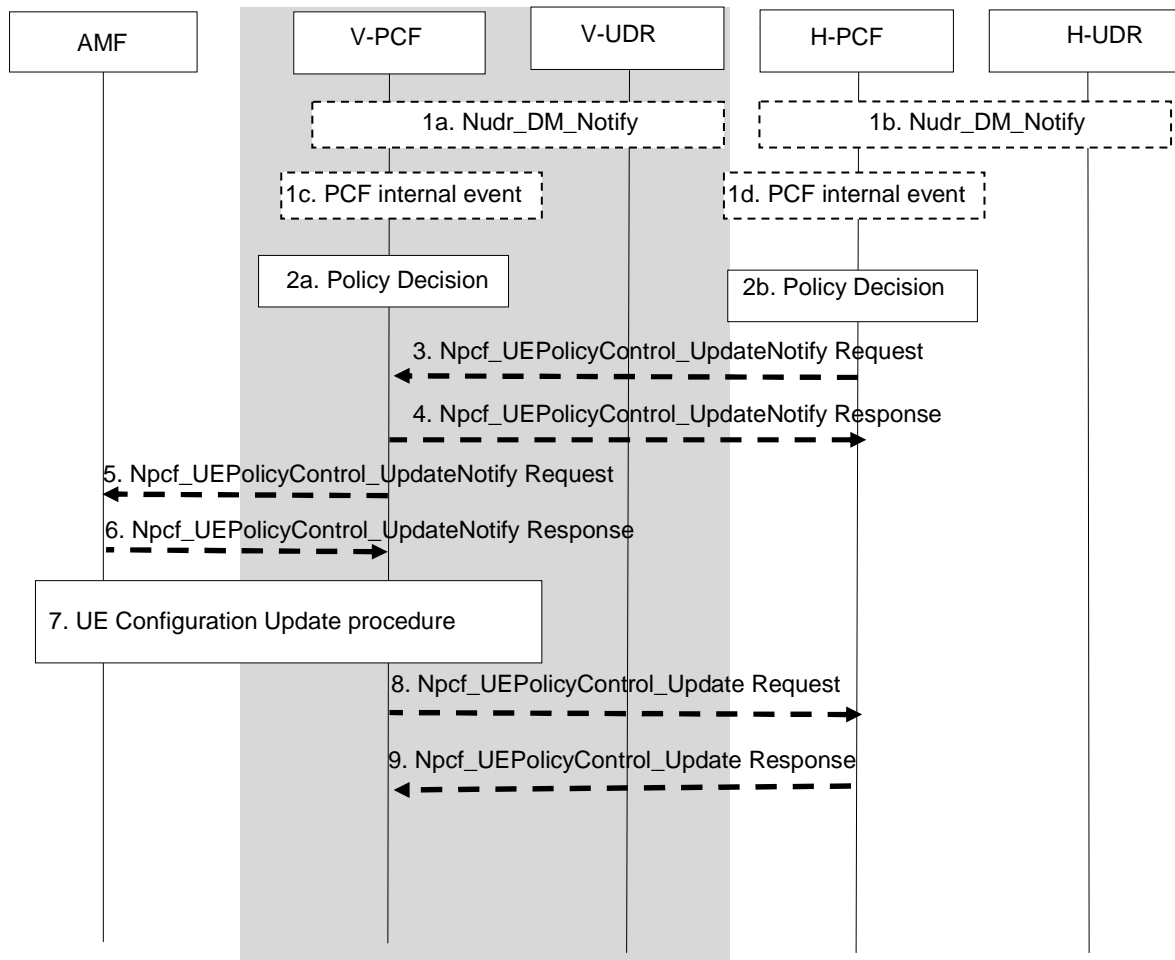 AMF
V-PCF
V-UDR
H-PCF
H-UDR
1a. Nudr_DM_Notify
1b. Nudr_DM_Notify
1c. PCF internal event
1d. PCF internal event
2a. Policy Decision
2b. Policy Decision
3. Npcf_UEPolicyControl_UpdateNotify Request
4. Npcf_UEPolicyControl_UpdateNotify Response
5. Npcf_UEPolicyControl_UpdateNotify Request
6. Npcf_UEPolicyControl_UpdateNotify Response
7. UE Configuration Update procedure
8. Npcf_UEPolicyControl_Update Request
9. Npcf_UEPolicyControl_Update Response